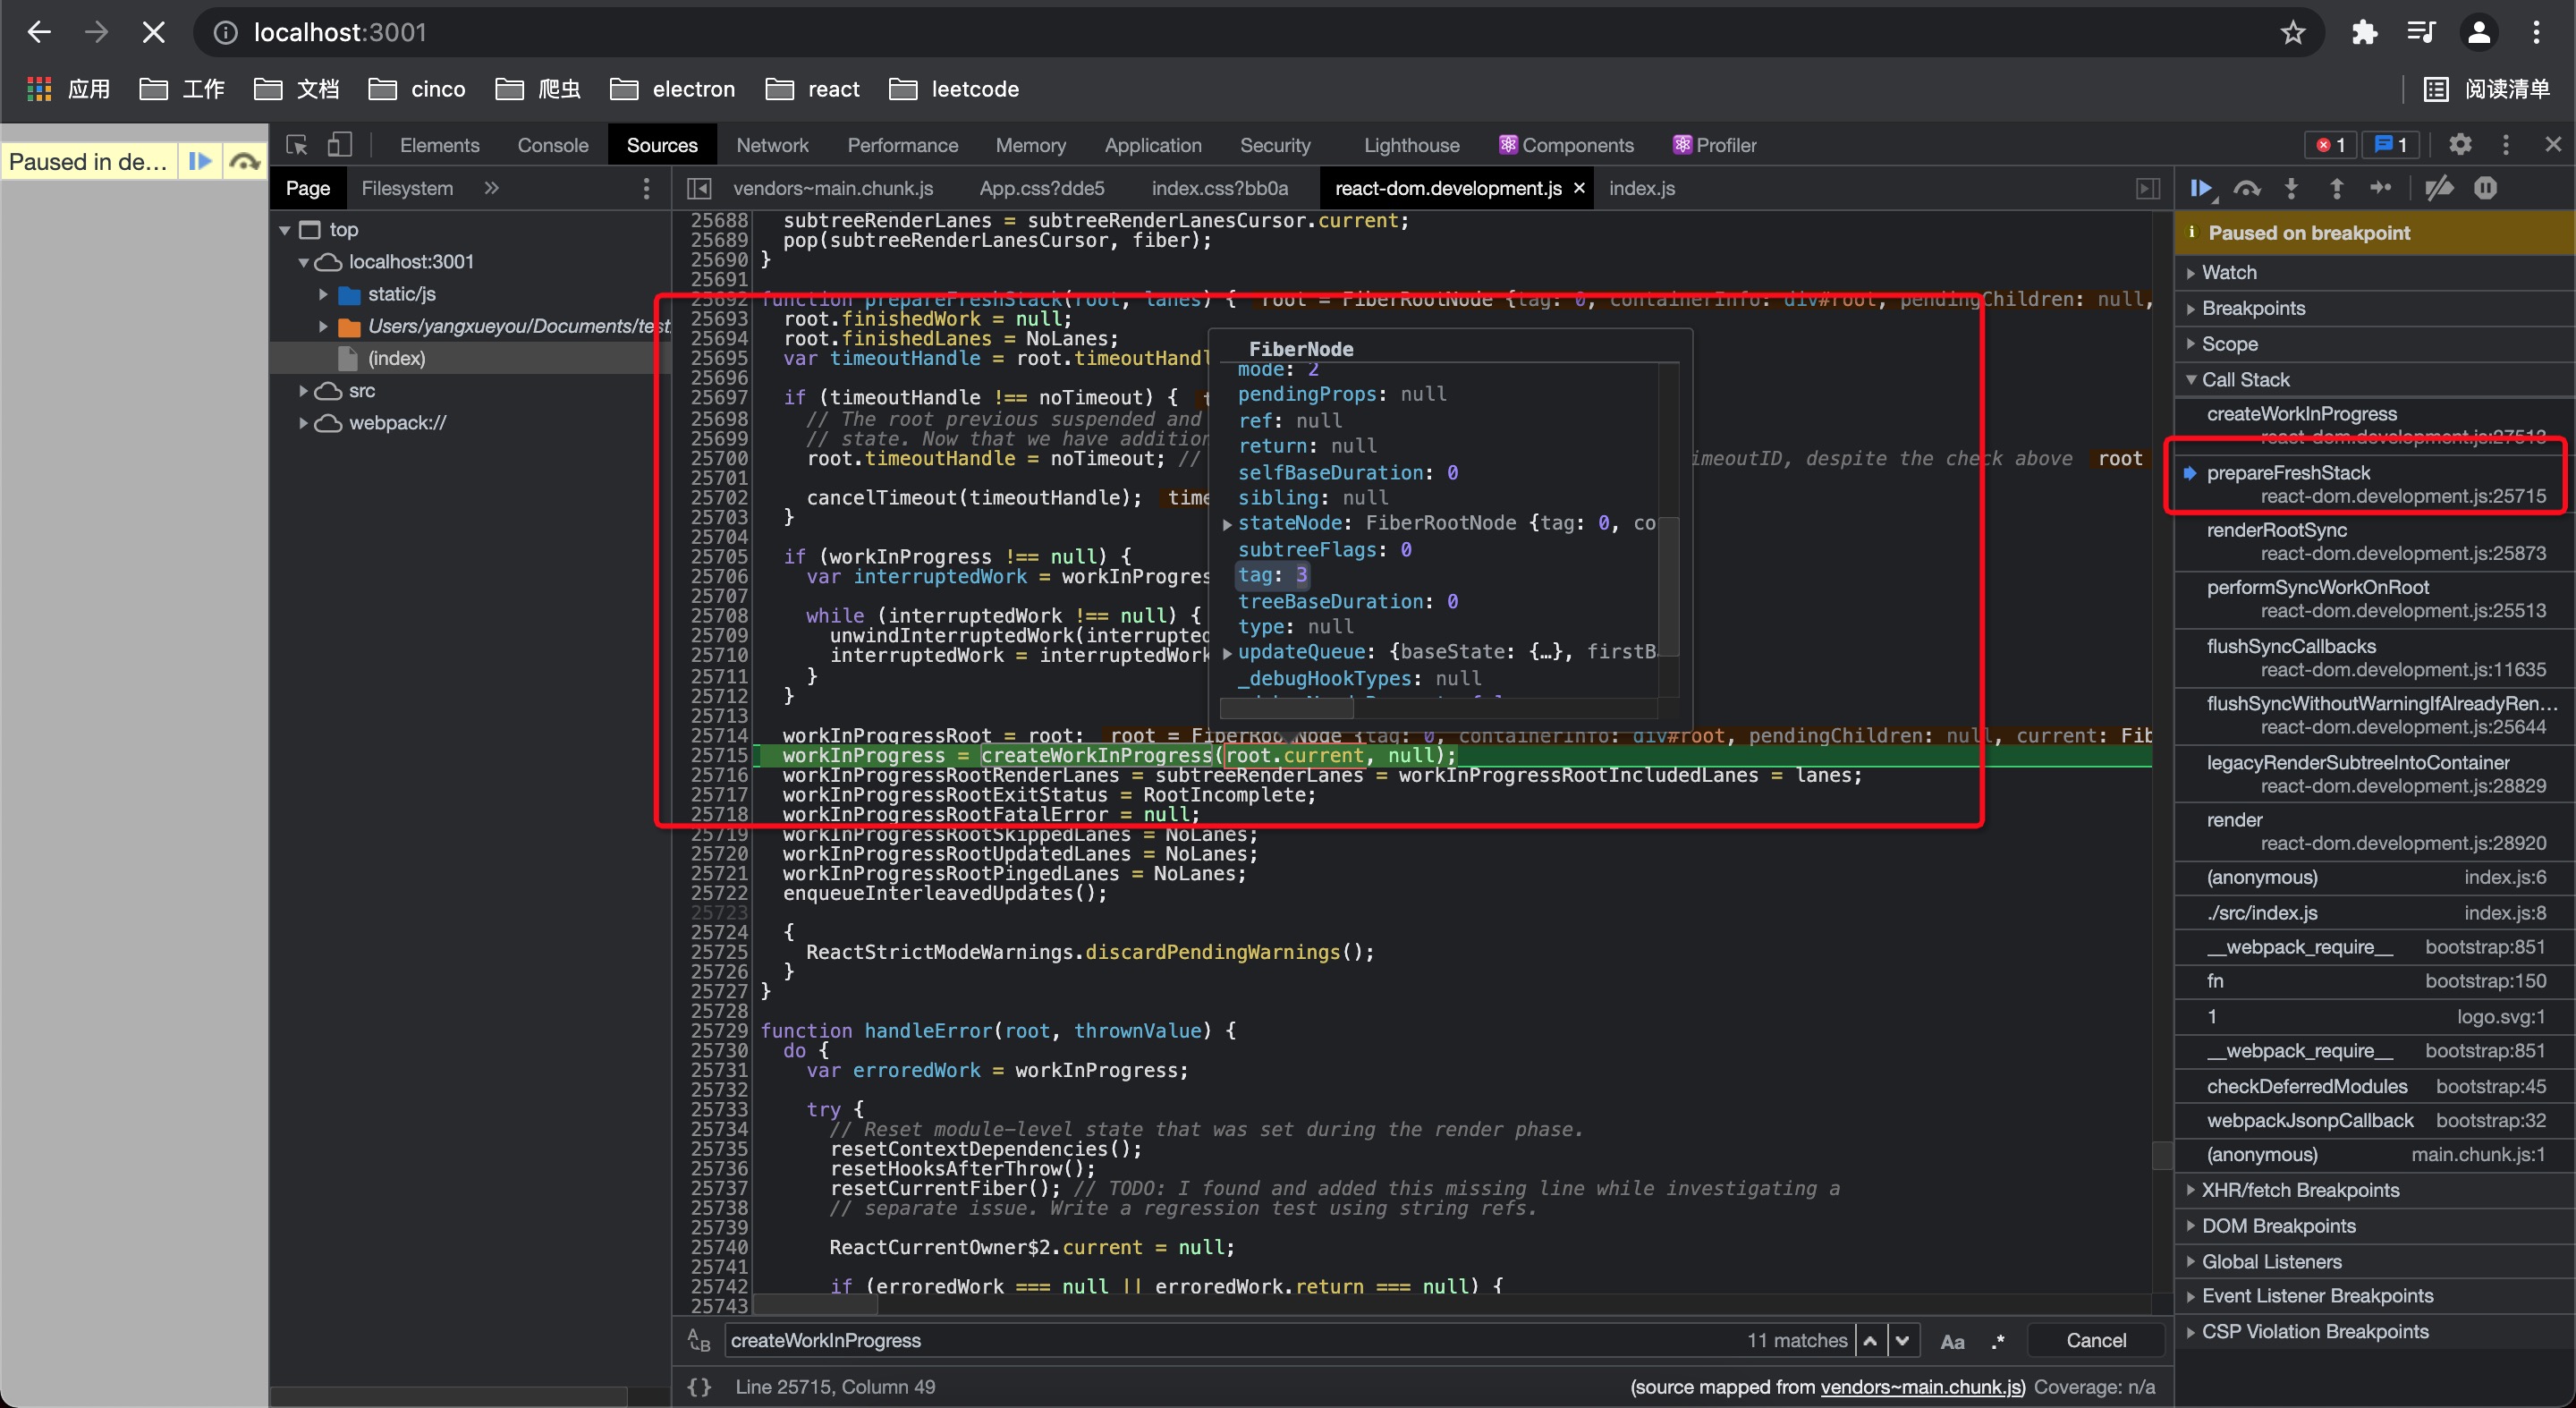 localhost:3001
应用 工作 文档 cinco 爬虫 electron react leetcode 阅读清单
Paused in de…
Elements Console Sources Network Performance Memory Application Security Lighthouse Components Profiler 1 1
Page Filesystem »
vendors~main.chunk.js App.css?dde5 index.css?bb0a react-dom.development.js × index.js
top
localhost:3001
static/js
Users/yangxueyou/Documents/test
(index)
src
webpack://
25688 subtreeRenderLanes = subtreeRenderLanesCursor.current;
25689 pop(subtreeRenderLanesCursor, fiber);
25690 }
25691
25692 function prepareFreshStack(root, lanes) { root = FiberRootNode {tag: 0, containerInfo: div#root, pendingChildren: null,
25693 root.finishedWork = null;
25694 root.finishedLanes = NoLanes;
25695 var timeoutHandle = root.timeoutHandl
25696
25697 if (timeoutHandle !== noTimeout) {
25698 // The root previous suspended and
25699 // state. Now that we have addition
25700 root.timeoutHandle = noTimeout; // imeoutID, despite the check above root
25701
25702 cancelTimeout(timeoutHandle); time
25703 }
25704
25705 if (workInProgress !== null) {
25706 var interruptedWork = workInProgres
25707
25708 while (interruptedWork !== null) {
25709 unwindInterruptedWork(interrupted
25710 interruptedWork = interruptedWork
25711 }
25712 }
25713
25714 workInProgressRoot = root; root = FiberRootNode {tag: 0, containerInfo: div#root, pendingChildren: null, current: Fib
25715 workInProgress = createWorkInProgress(root.current, null);
25716 workInProgressRootRenderLanes = subtreeRenderLanes = workInProgressRootIncludedLanes = lanes;
25717 workInProgressRootExitStatus = RootIncomplete;
25718 workInProgressRootFatalError = null;
25719 workInProgressRootSkippedLanes = NoLanes;
25720 workInProgressRootUpdatedLanes = NoLanes;
25721 workInProgressRootPingedLanes = NoLanes;
25722 enqueueInterleavedUpdates();
25723
25724 {
25725 ReactStrictModeWarnings.discardPendingWarnings();
25726 }
25727 }
25728
25729 function handleError(root, thrownValue) {
25730 do {
25731 var erroredWork = workInProgress;
25732
25733 try {
25734 // Reset module-level state that was set during the render phase.
25735 resetContextDependencies();
25736 resetHooksAfterThrow();
25737 resetCurrentFiber(); // TODO: I found and added this missing line while investigating a
25738 // separate issue. Write a regression test using string refs.
25739
25740 ReactCurrentOwner$2.current = null;
25741
25742 if (erroredWork === null || erroredWork.return === null) {
25743
FiberNode
mode: 2
pendingProps: null
ref: null
return: null
selfBaseDuration: 0
sibling: null
stateNode: FiberRootNode {tag: 0, co
subtreeFlags: 0
tag: 3
treeBaseDuration: 0
type: null
updateQueue: {baseState: {…}, firstB
_debugHookTypes: null
createWorkInProgress 11 matches Aa .* Cancel
{} Line 25715, Column 49 (source mapped from vendors~main.chunk.js) Coverage: n/a
Paused on breakpoint
Watch
Breakpoints
Scope
Call Stack
createWorkInProgress
react-dom.development.js:27513
prepareFreshStack
react-dom.development.js:25715
renderRootSync
react-dom.development.js:25873
performSyncWorkOnRoot
react-dom.development.js:25513
flushSyncCallbacks
react-dom.development.js:11635
flushSyncWithoutWarningIfAlreadyRen…
react-dom.development.js:25644
legacyRenderSubtreeIntoContainer
react-dom.development.js:28829
render
react-dom.development.js:28920
(anonymous) index.js:6
./src/index.js index.js:8
__webpack_require__ bootstrap:851
fn bootstrap:150
1 logo.svg:1
__webpack_require__ bootstrap:851
checkDeferredModules bootstrap:45
webpackJsonpCallback bootstrap:32
(anonymous) main.chunk.js:1
XHR/fetch Breakpoints
DOM Breakpoints
Global Listeners
Event Listener Breakpoints
CSP Violation Breakpoints